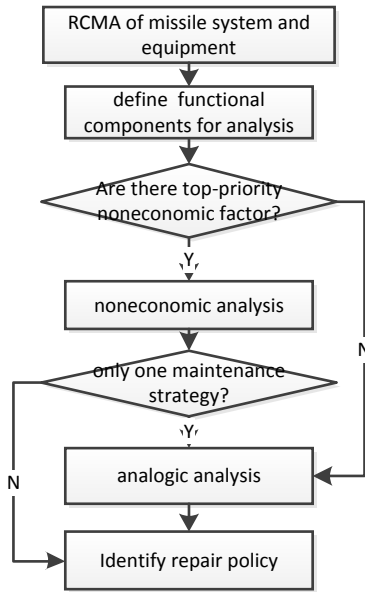 RCMA of missile system and
equipment
define functional
components for analysis
Are there top-priority
noneconomic factor?
Y
noneconomic analysis
N
only one maintenance
strategy?
Y
analogic analysis
N
Identify repair policy